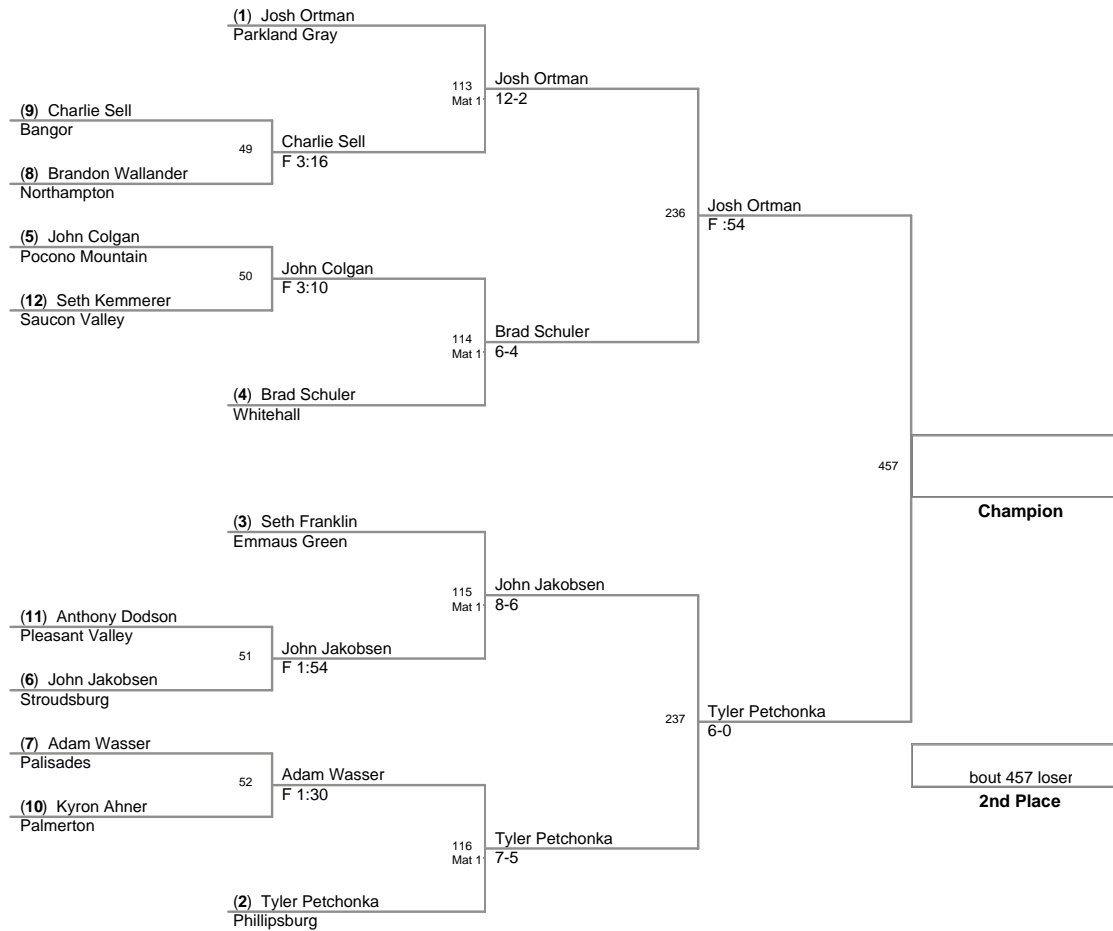 (1) Josh Ortman
Parkland Gray
113
Mat 1
Josh Ortman
12-2
(9) Charlie Sell
Bangor
49
Charlie Sell
F 3:16
(8) Brandon Wallander
Northampton
236
Josh Ortman
F :54
(5) John Colgan
Pocono Mountain
50
John Colgan
F 3:10
(12) Seth Kemmerer
Saucon Valley
114
Mat 1
Brad Schuler
6-4
(4) Brad Schuler
Whitehall
457
Champion
(3) Seth Franklin
Emmaus Green
115
Mat 1
John Jakobsen
8-6
(11) Anthony Dodson
Pleasant Valley
51
John Jakobsen
F 1:54
(6) John Jakobsen
Stroudsburg
237
Tyler Petchonka
6-0
(7) Adam Wasser
Palisades
52
Adam Wasser
F 1:30
(10) Kyron Ahner
Palmerton
bout 457 loser
2nd Place
116
Mat 1
Tyler Petchonka
7-5
(2) Tyler Petchonka
Phillipsburg